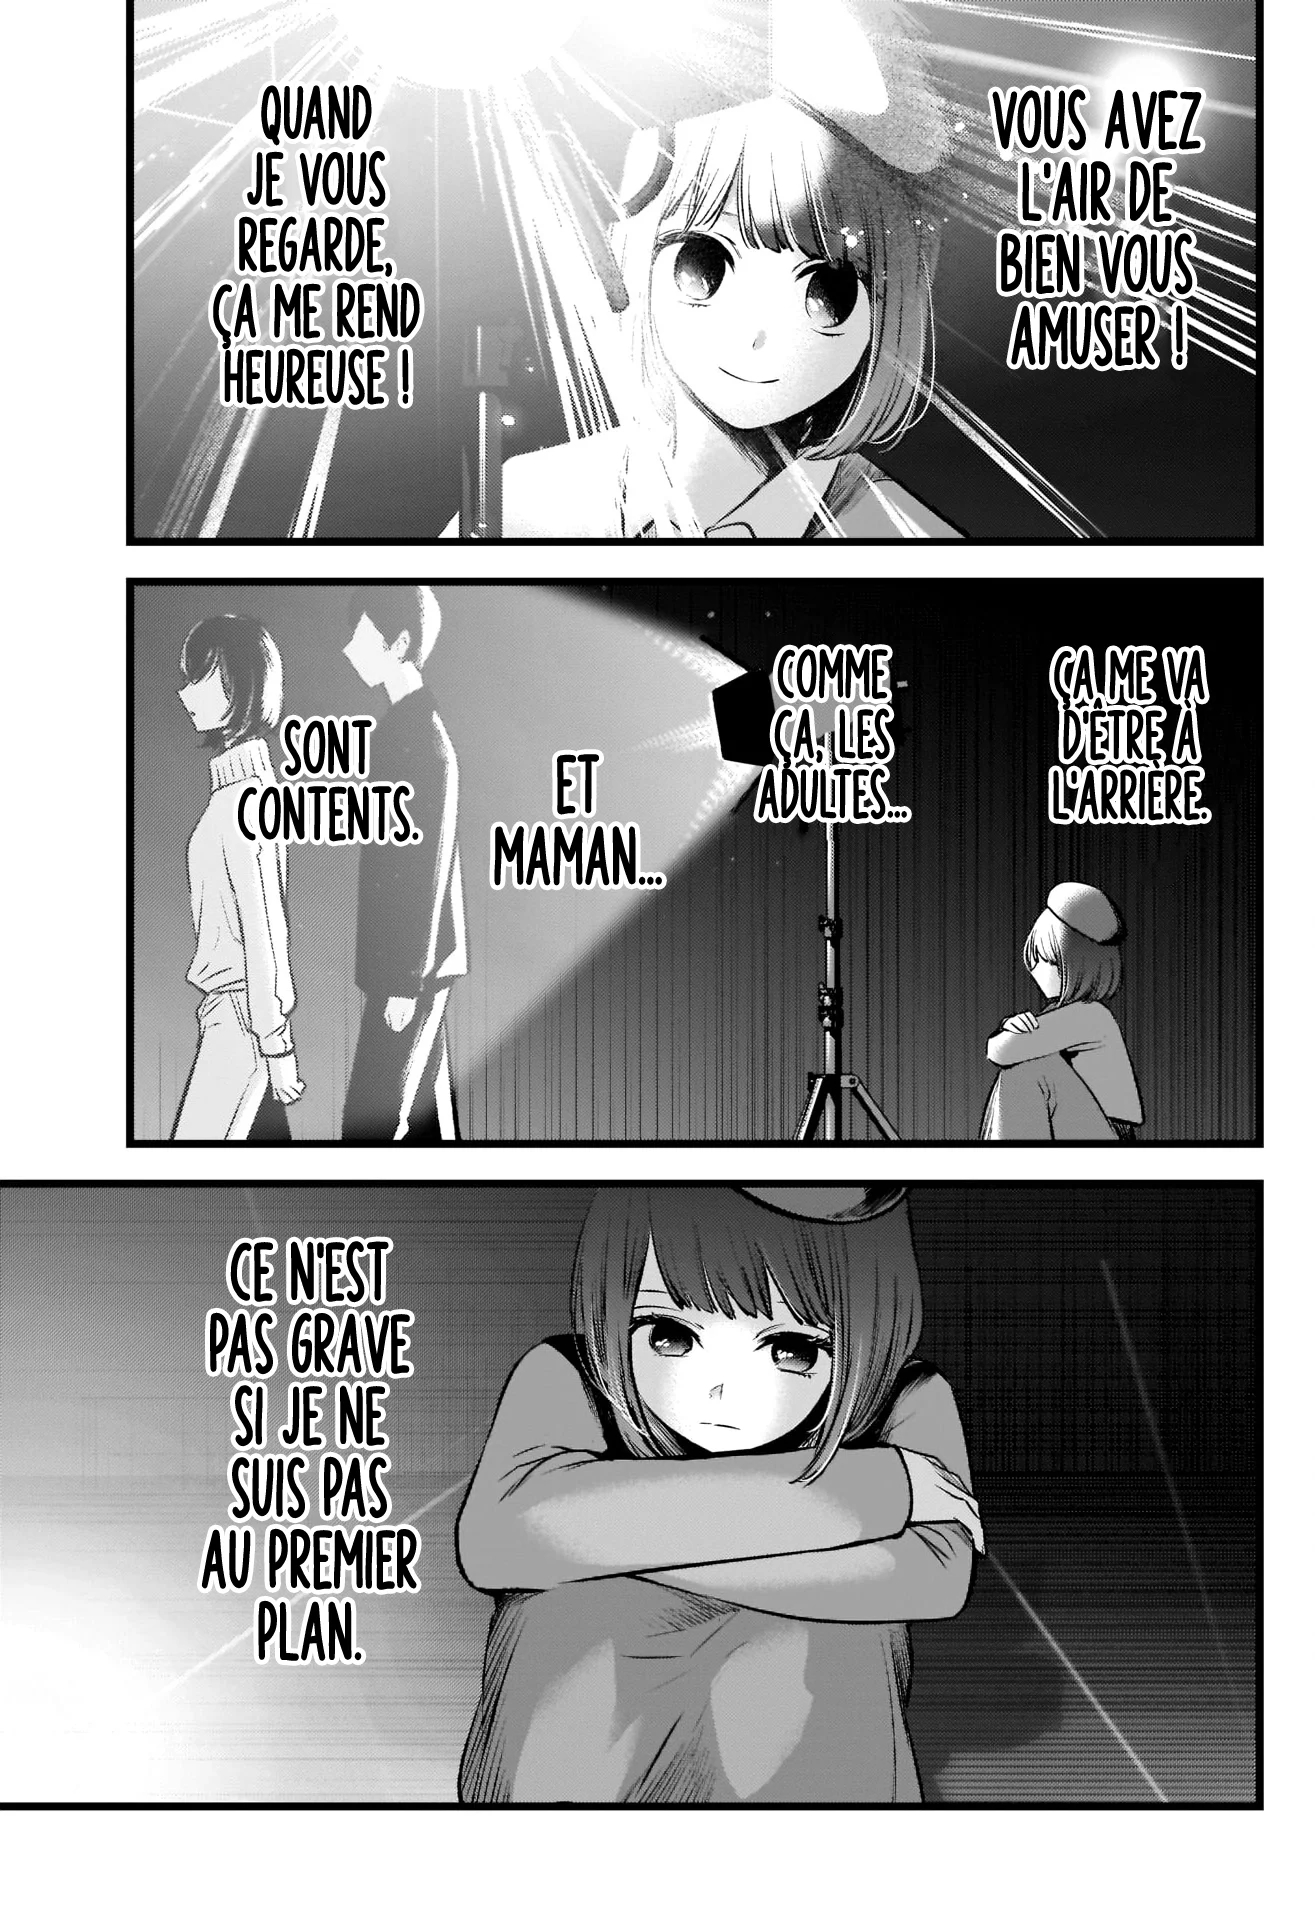 VOUS AVEZ
L'AIR DE
BIEN VOUS
AMUSER !
QUAND
JE VOUS
REGARDE,
ÇA ME REND
HEUREUSE !
ÇA ME VA
D'ÊTRE À
L'ARRIÈRE.
COMME
ÇA, LES
ADULTES...
ET
MAMAN...
SONT
CONTENTS.
CE N'EST
PAS GRAVE
SI JE NE
SUIS PAS
AU PREMIER
PLAN.